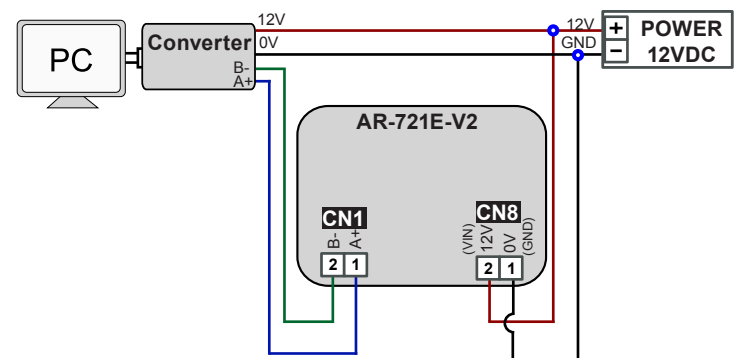 12V
12V
+ POWER
PC
Converter
0V
GND
- 12VDC
B-
A+
AR-721E-V2
CN1
CN8
B-
A+
(VIN)
12V
0V
(GND)
2 1
2 1